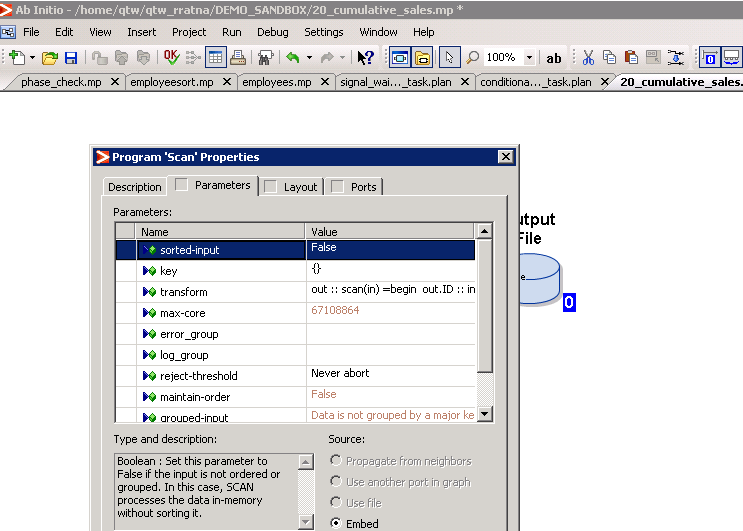 Ab Initio - /home/qtw/qtw_rratna/DEMO_SANDBOX/20_cumulative_sales.mp *
File Edit View Insert Project Run Debug Settings Window Help
OK 100% ab 0
phase_check.mp employeesort.mp employees.mp signal_wai..._task.plan conditiona..._task.plan 20_cumulative_sales.
Program 'Scan' Properties
Description Parameters Layout Ports
Parameters:
Name Value
sorted-input False
key {}
transform out :: scan(in) =begin out.ID :: in
max-core 67108864
error_group
log_group
reject-threshold Never abort
maintain-order False
grouped-input Data is not grouped by a major ke
Type and description:
Boolean : Set this parameter to
False if the input is not ordered or
grouped. In this case, SCAN
processes the data in-memory
without sorting it.
Source:
Propagate from neighbors
Use another port in graph
Use file
Embed
utput
File
e...
0